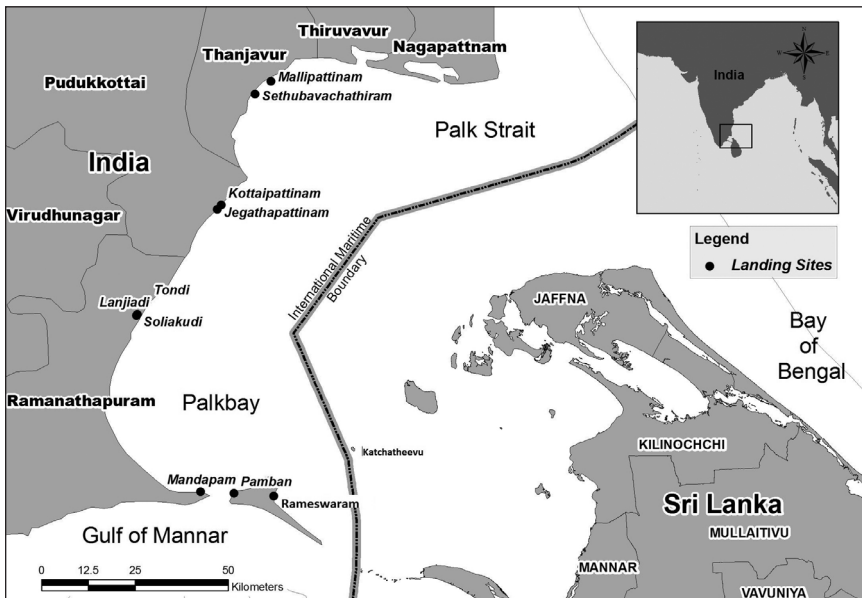 Thiruvavur
Thanjavur
Nagapattnam
Pudukkottai
Mallipattinam
Sethubavachathiram
India
Palk Strait
Virudhunagar
Kottaipattinam
Jegathapattinam
International Maritime
Boundary
Tondi
Lanjiadi
Soliakudi
Ramanathapuram
Palkbay
Katchatheevu
Mandapam
Pamban
Rameswaram
Gulf of Mannar
0 12.5 25 50
Kilometers
N
W
E
S
India
Legend
Landing Sites
JAFFNA
Bay
of
Bengal
KILINOCHCHI
Sri Lanka
MULLAITIVU
MANNAR
VAVUNIYA